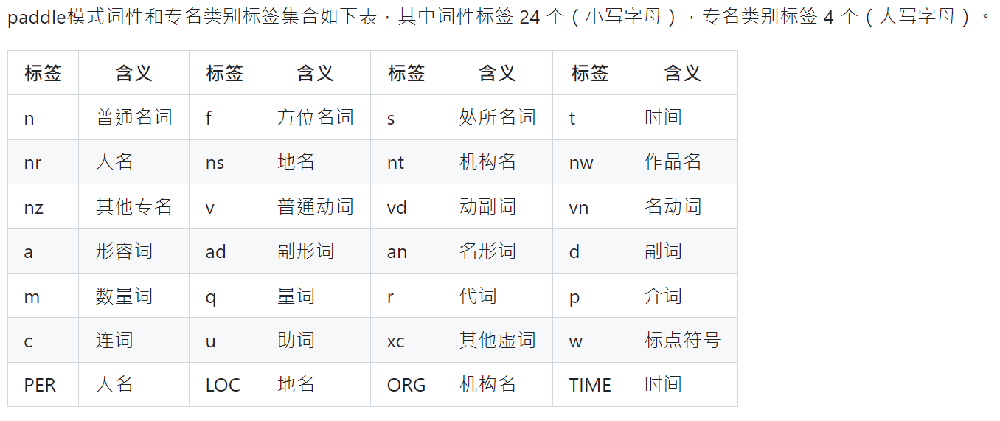 paddle模式词性和专名类别标签集合如下表，其中词性标签 24 个（小写字母），专名类别标签 4 个（大写字母）。
标签 含义 标签 含义 标签 含义 标签 含义
n 普通名词 f 方位名词 s 处所名词 t 时间
nr 人名 ns 地名 nt 机构名 nw 作品名
nz 其他专名 v 普通动词 vd 动副词 vn 名动词
a 形容词 ad 副形词 an 名形词 d 副词
m 数量词 q 量词 r 代词 p 介词
c 连词 u 助词 xc 其他虚词 w 标点符号
PER 人名 LOC 地名 ORG 机构名 TIME 时间